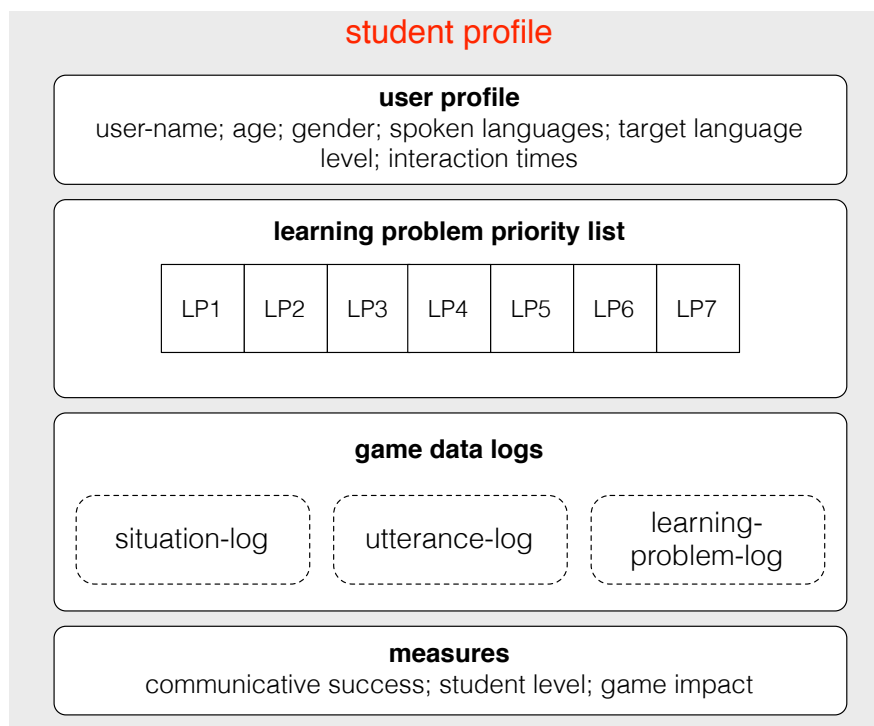 student profile
user profile
user-name; age; gender; spoken languages; target language
level; interaction times
learning problem priority list
LP1 LP2 LP3 LP4 LP5 LP6 LP7
game data logs
situation-log
utterance-log
learning-
problem-log
measures
communicative success; student level; game impact